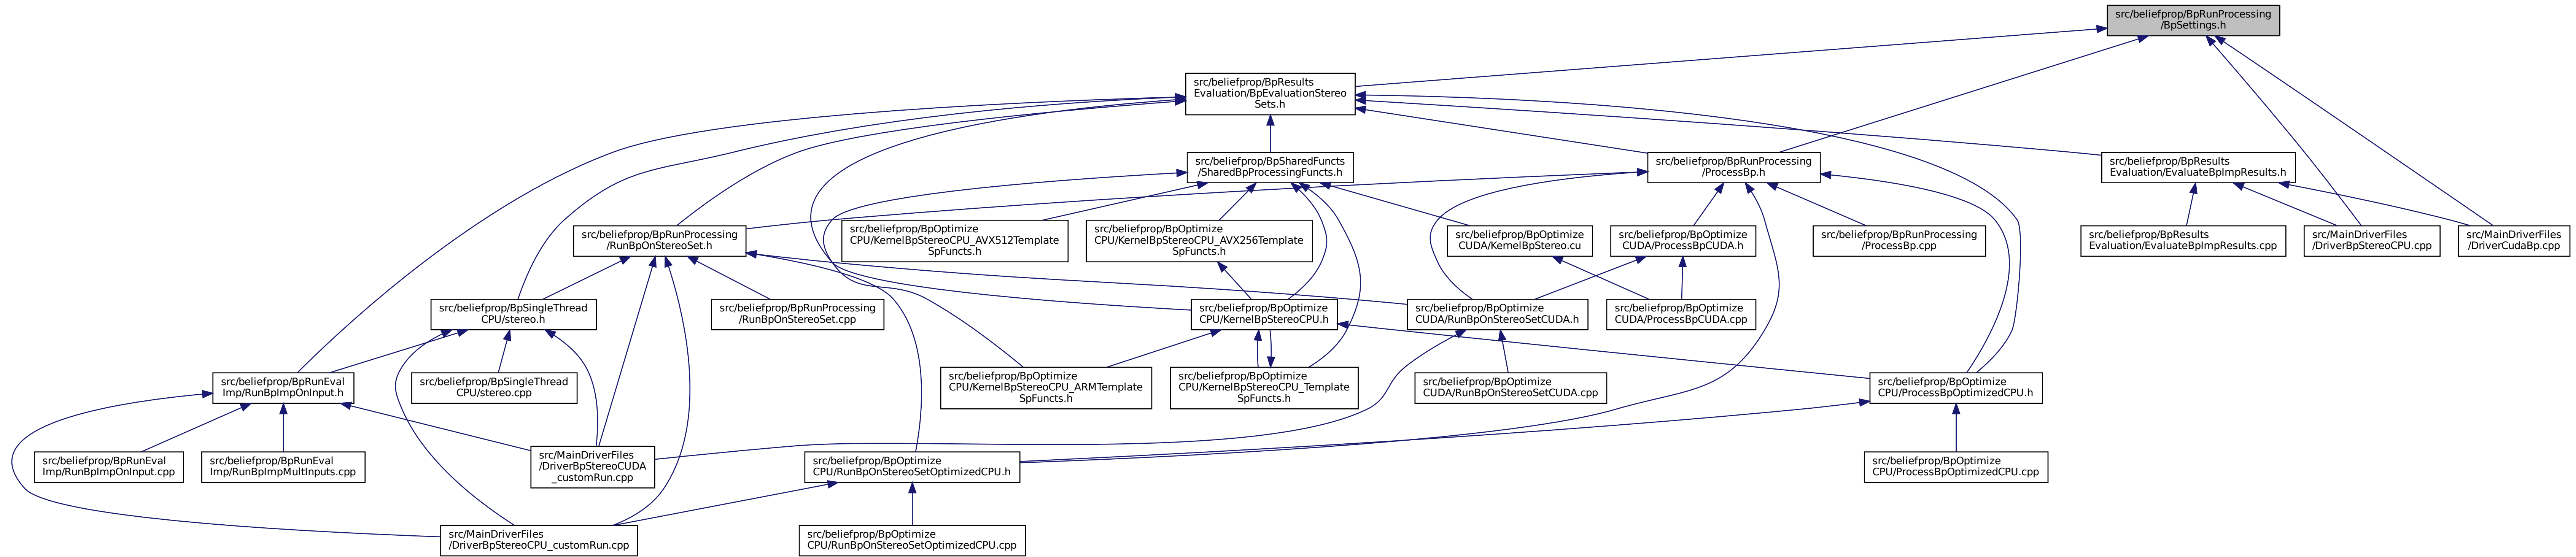 src/beliefprop/BpRunProcessing
/BpSettings.h
src/beliefprop/BpResults
Evaluation/BpEvaluationStereo
Sets.h
src/beliefprop/BpSharedFuncts
/SharedBpProcessingFuncts.h
src/beliefprop/BpRunProcessing
/ProcessBp.h
src/beliefprop/BpResults
Evaluation/EvaluateBpImpResults.h
src/beliefprop/BpRunProcessing
/RunBpOnStereoSet.h
src/beliefprop/BpOptimize
CPU/KernelBpStereoCPU_AVX512Template
SpFuncts.h
src/beliefprop/BpOptimize
CPU/KernelBpStereoCPU_AVX256Template
SpFuncts.h
src/beliefprop/BpOptimize
CUDA/KernelBpStereo.cu
src/beliefprop/BpOptimize
CUDA/ProcessBpCUDA.h
src/beliefprop/BpRunProcessing
/ProcessBp.cpp
src/beliefprop/BpResults
Evaluation/EvaluateBpImpResults.cpp
src/MainDriverFiles
/DriverBpStereoCPU.cpp
src/MainDriverFiles
/DriverCudaBp.cpp
src/beliefprop/BpSingleThread
CPU/stereo.h
src/beliefprop/BpRunProcessing
/RunBpOnStereoSet.cpp
src/beliefprop/BpOptimize
CPU/KernelBpStereoCPU.h
src/beliefprop/BpOptimize
CUDA/RunBpOnStereoSetCUDA.h
src/beliefprop/BpOptimize
CUDA/ProcessBpCUDA.cpp
src/beliefprop/BpRunEval
Imp/RunBpImpOnInput.h
src/beliefprop/BpSingleThread
CPU/stereo.cpp
src/beliefprop/BpOptimize
CPU/KernelBpStereoCPU_ARMTemplate
SpFuncts.h
src/beliefprop/BpOptimize
CPU/KernelBpStereoCPU_Template
SpFuncts.h
src/beliefprop/BpOptimize
CUDA/RunBpOnStereoSetCUDA.cpp
src/beliefprop/BpOptimize
CPU/ProcessBpOptimizedCPU.h
src/beliefprop/BpRunEval
Imp/RunBpImpOnInput.cpp
src/beliefprop/BpRunEval
Imp/RunBpImpMultInputs.cpp
src/MainDriverFiles
/DriverBpStereoCUDA
_customRun.cpp
src/beliefprop/BpOptimize
CPU/RunBpOnStereoSetOptimizedCPU.h
src/beliefprop/BpOptimize
CPU/ProcessBpOptimizedCPU.cpp
src/MainDriverFiles
/DriverBpStereoCPU_customRun.cpp
src/beliefprop/BpOptimize
CPU/RunBpOnStereoSetOptimizedCPU.cpp